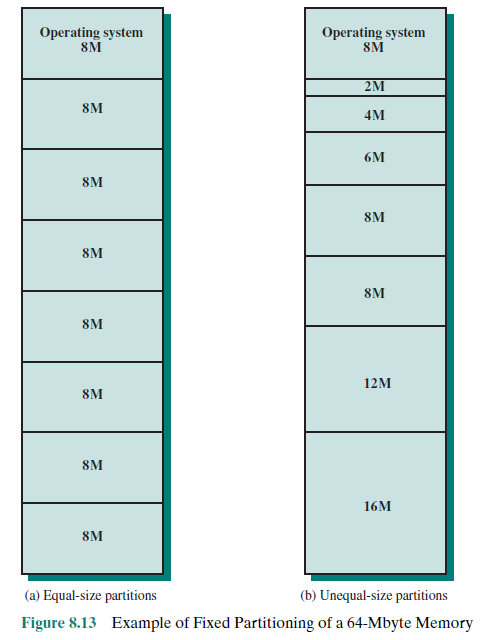 Operating system
8M
8M
8M
8M
8M
8M
8M
8M
(a) Equal-size partitions
Operating system
8M
2M
4M
6M
8M
8M
12M
16M
(b) Unequal-size partitions
Figure 8.13 Example of Fixed Partitioning of a 64-Mbyte Memory